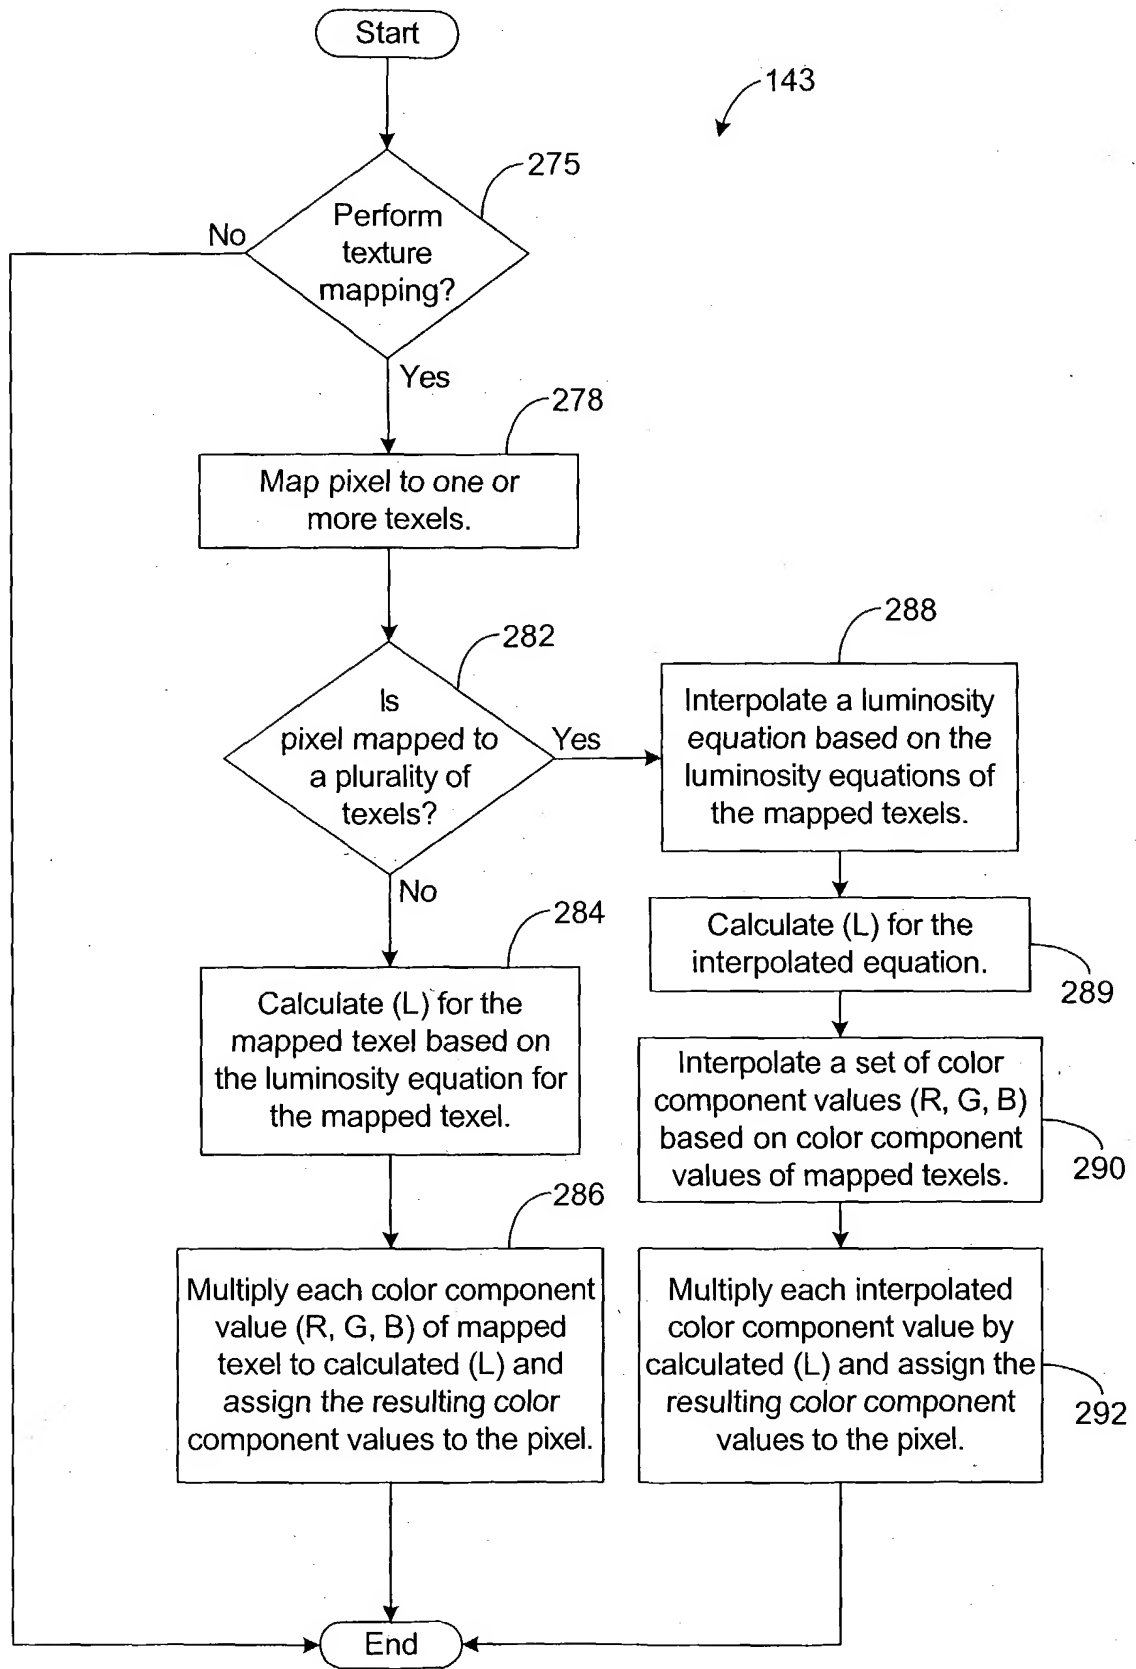 Start
143
275
Perform
texture
mapping?
No
Yes
278
Map pixel to one or
more texels.
282
Is
pixel mapped to
a plurality of
texels?
Yes
No
288
Interpolate a luminosity
equation based on the
luminosity equations of
the mapped texels.
284
Calculate (L) for the
mapped texel based on
the luminosity equation for
the mapped texel.
Calculate (L) for the
interpolated equation.
289
Interpolate a set of color
component values (R, G, B)
based on color component
values of mapped texels.
290
286
Multiply each color component
value (R, G, B) of mapped
texel to calculated (L) and
assign the resulting color
component values to the pixel.
Multiply each interpolated
color component value by
calculated (L) and assign the
resulting color component
values to the pixel.
292
End